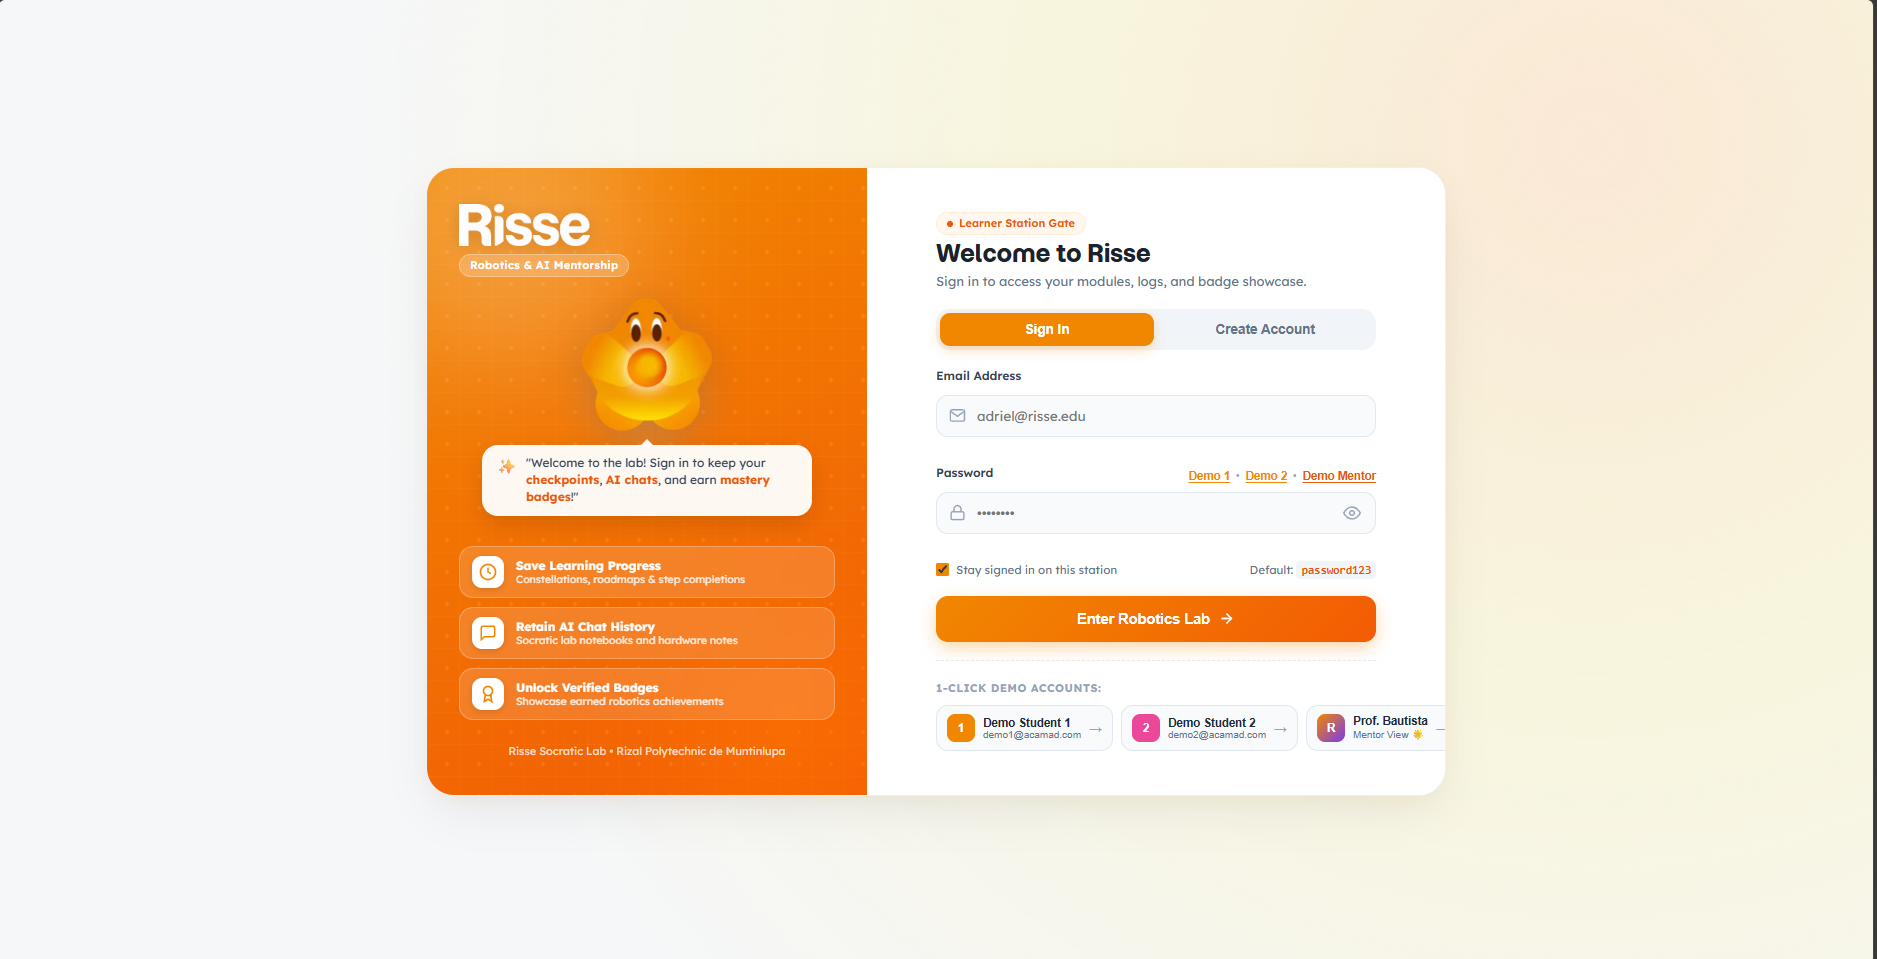 Risse
Robotics & AI Mentorship
"Welcome to the lab! Sign in to keep your
checkpoints, AI chats, and earn mastery
badges!"
Save Learning Progress
Constellations, roadmaps & step completions
Retain AI Chat History
Socratic lab notebooks and hardware notes
Unlock Verified Badges
Showcase earned robotics achievements
Risse Socratic Lab • Rizal Polytechnic de Muntinlupa
Learner Station Gate
Welcome to Risse
Sign in to access your modules, logs, and badge showcase.
Sign In
Create Account
Email Address
adriel@risse.edu
Password
Demo 1 • Demo 2 • Demo Mentor
••••••••
Stay signed in on this station
Default: password123
Enter Robotics Lab →
1-CLICK DEMO ACCOUNTS:
1
Demo Student 1
demo1@acamad.com
→
2
Demo Student 2
demo2@acamad.com
→
R
Prof. Bautista
Mentor View 🌟